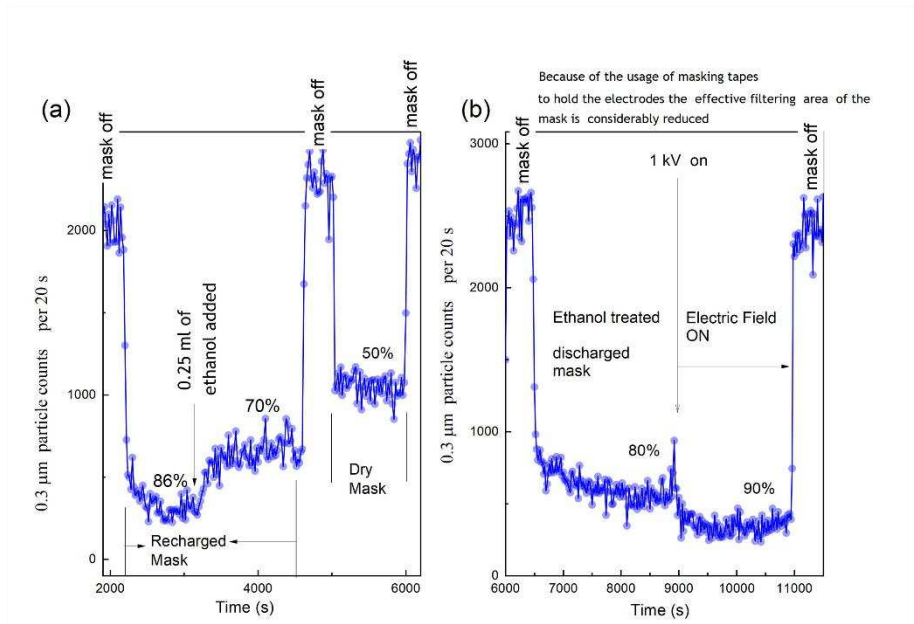 (a)
mask off
mask off
mask off
0.3 μm particle counts per 20 s
2000
1000
0
0.25 ml of
ethanol added
86%
70%
50%
Recharged
Mask
Dry
Mask
2000
4000
6000
Time (s)
(b)
Because of the usage of masking tapes
to hold the electrodes the effective filtering area of the
mask is considerably reduced
mask off
1 kV on
mask off
0.3 μm particle counts per 20 s
3000
2000
1000
0
Ethanol treated
discharged
mask
Electric Field
ON
80%
90%
6000
7000
8000
9000
10000
11000
Time (s)